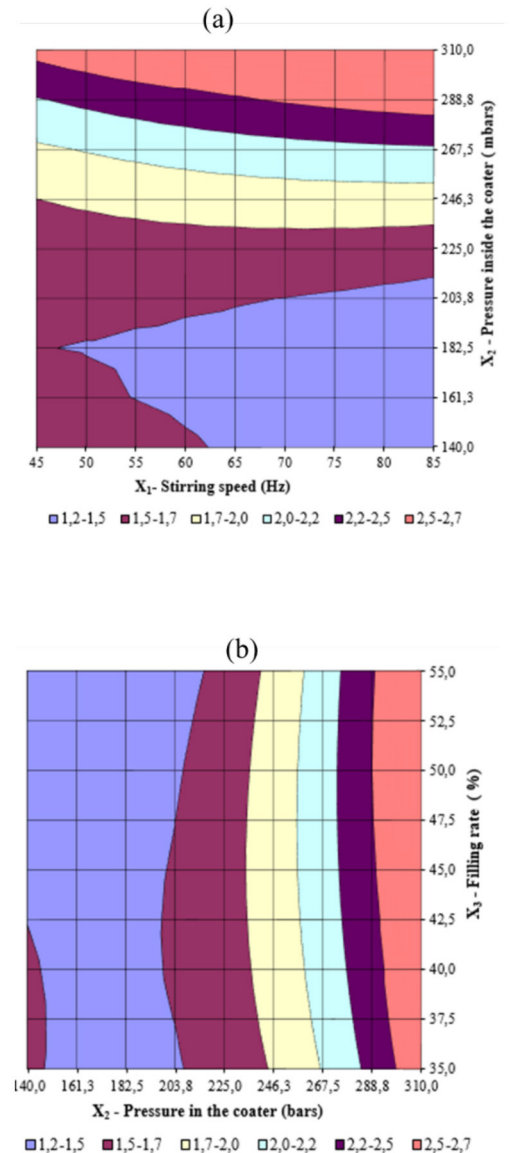 (a)
310,0
288,8
267,5
246,3
225,0
203,8
182,5
161,3
140,0
X₂ - Pressure inside the coater ( mbars)
45 50 55 60 65 70 75 80 85
X₁- Stirring speed (Hz)
1,2-1,5 1,5-1,7 1,7-2,0 2,0-2,2 2,2-2,5 2,5-2,7
(b)
55,0
52,5
50,0
47,5
45,0
42,5
40,0
37,5
35,0
X₃ - Filling rate ( %)
140,0 161,3 182,5 203,8 225,0 246,3 267,5 288,8 310,0
X₂ - Pressure in the coater (bars)
1,2-1,5 1,5-1,7 1,7-2,0 2,0-2,2 2,2-2,5 2,5-2,7